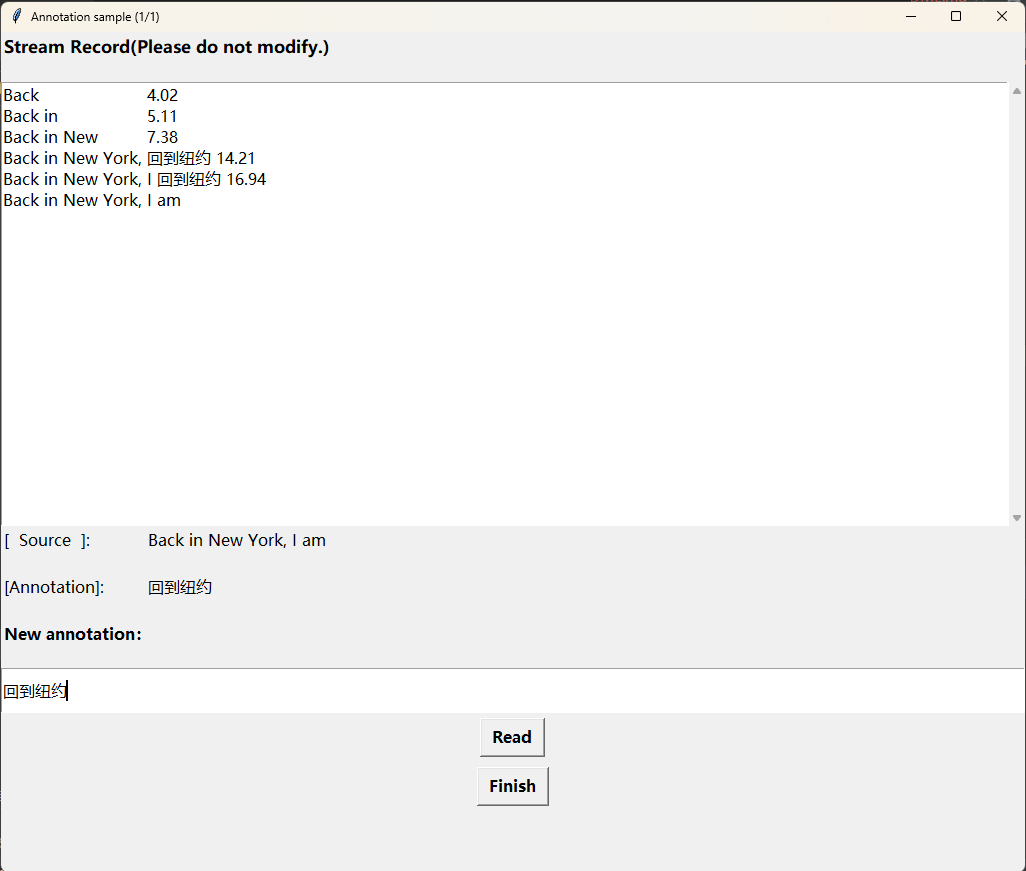 Annotation sample (1/1)
Stream Record(Please do not modify.)
Back 4.02
Back in 5.11
Back in New 7.38
Back in New York, 回到纽约 14.21
Back in New York, I 回到纽约 16.94
Back in New York, I am
[ Source ]: Back in New York, I am
[Annotation]: 回到纽约
New annotation:
回到纽约
Read
Finish